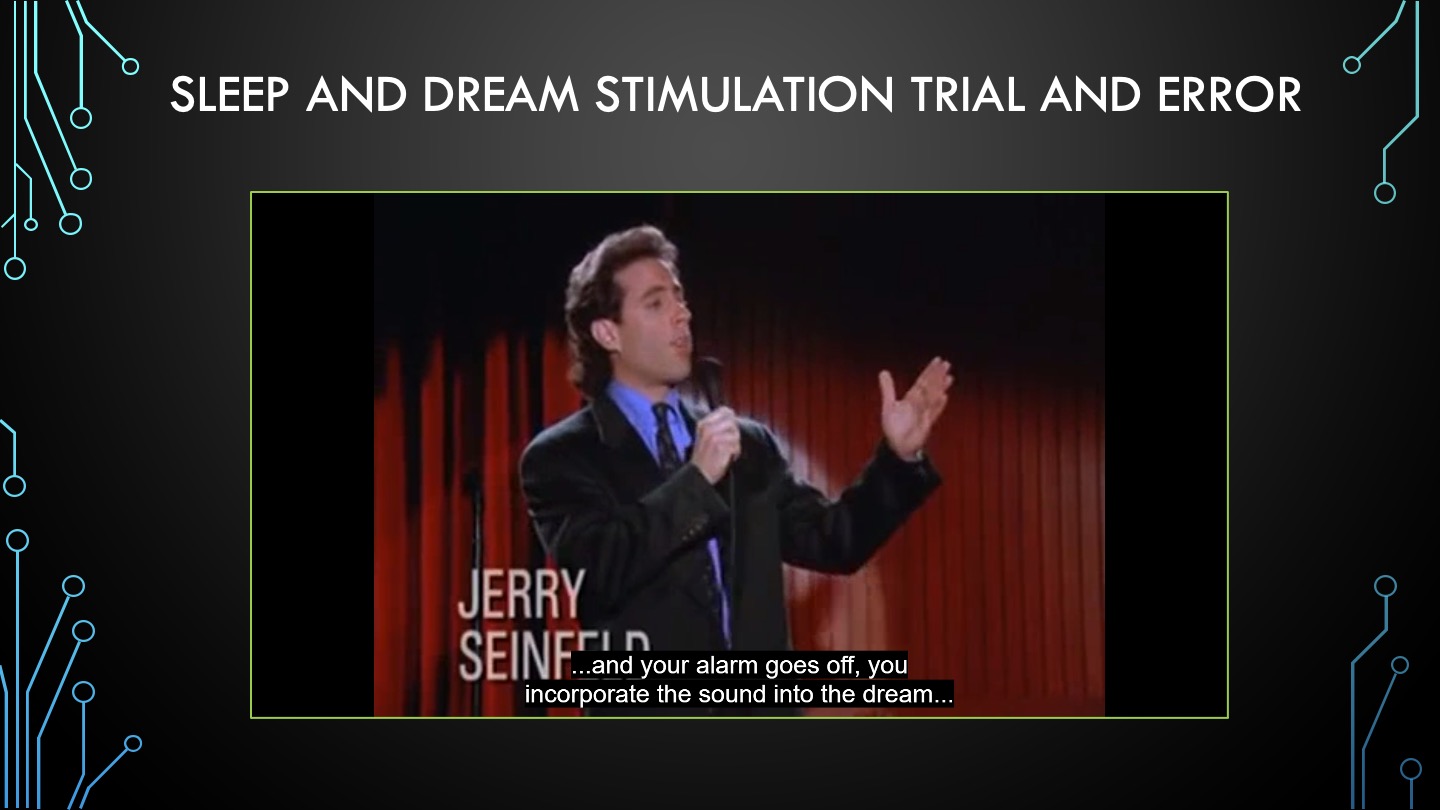 SLEEP AND DREAM STIMULATION TRIAL AND ERROR
JERRY
SEINFELD
...and your alarm goes off, you
incorporate the sound into the dream...